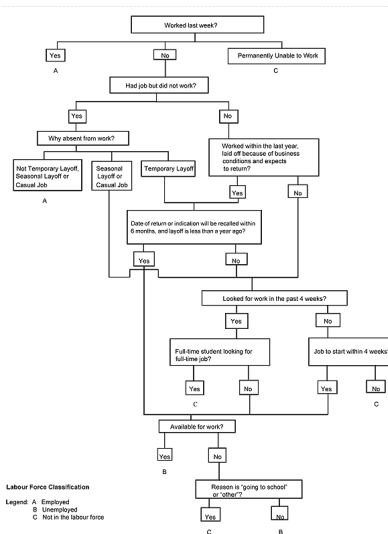 Worked last week?
Yes
No
Permanently Unable to Work
A
C
Had job but did not work?
Yes
No
Why absent from work?
Worked within the last year,
laid off because of business
conditions and expects
to return?
Not Temporary Layoff,
Seasonal Layoff or
Casual Job
Seasonal
Layoff or
Casual Job
Temporary Layoff
A
Yes
No
Date of return or indication will be recalled within
6 months, and layoff is less than a year ago?
Yes
No
Looked for work in the past 4 weeks?
Yes
No
Full-time student looking for
full-time job?
Job to start within 4 weeks?
Yes
No
Yes
No
C
C
Available for work?
Yes
No
B
Reason is "going to school"
or "other"?
Yes
No
C
B
Labour Force Classification
Legend: A Employed
B Unemployed
C Not in the labour force